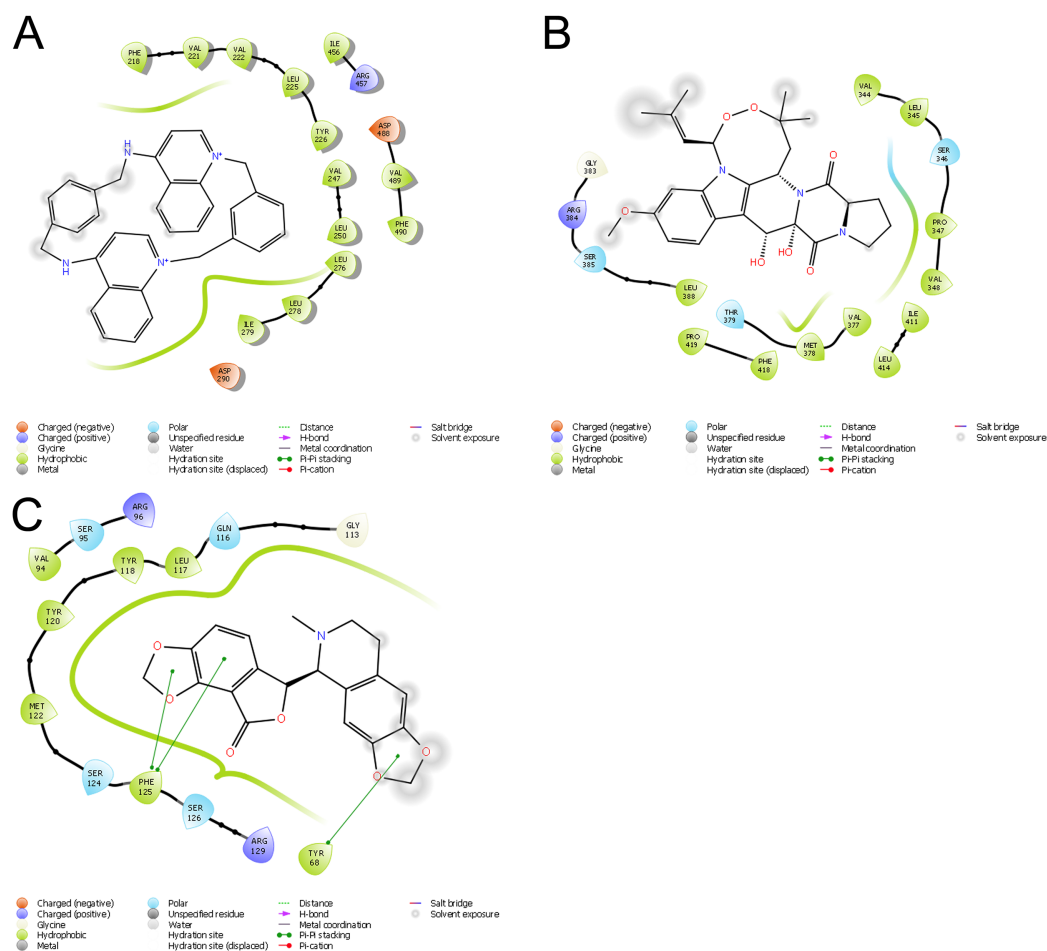 A
PHE 218
VAL 221
VAL 222
LEU 225
TYR 226
ILE 456
ARG 457
ASP 488
VAL 489
PHE 490
VAL 247
LEU 250
LEU 276
LEU 278
ILE 279
ASP 290
NH
N+
NH
N+
Charged (negative)
Charged (positive)
Glycine
Hydrophobic
Metal
Polar
Unspecified residue
Water
Hydration site
Hydration site (displaced)
Distance
H-bond
Metal coordination
Pi-Pi stacking
Pi-cation
Salt bridge
Solvent exposure
B
VAL 344
LEU 345
SER 346
PRO 347
VAL 348
GLY 383
ARG 384
SER 385
LEU 388
THR 379
MET 378
VAL 377
ILE 411
LEU 414
PRO 419
PHE 418
O
O
O
N
N
O
N
O
HO
HO
Charged (negative)
Charged (positive)
Glycine
Hydrophobic
Metal
Polar
Unspecified residue
Water
Hydration site
Hydration site (displaced)
Distance
H-bond
Metal coordination
Pi-Pi stacking
Pi-cation
Salt bridge
Solvent exposure
C
VAL 94
SER 95
ARG 96
GLN 116
GLY 113
LEU 117
TYR 118
TYR 120
MET 122
SER 124
PHE 125
SER 126
ARG 129
TYR 68
O
O
N
O
O
O
O
Charged (negative)
Charged (positive)
Glycine
Hydrophobic
Metal
Polar
Unspecified residue
Water
Hydration site
Hydration site (displaced)
Distance
H-bond
Metal coordination
Pi-Pi stacking
Pi-cation
Salt bridge
Solvent exposure